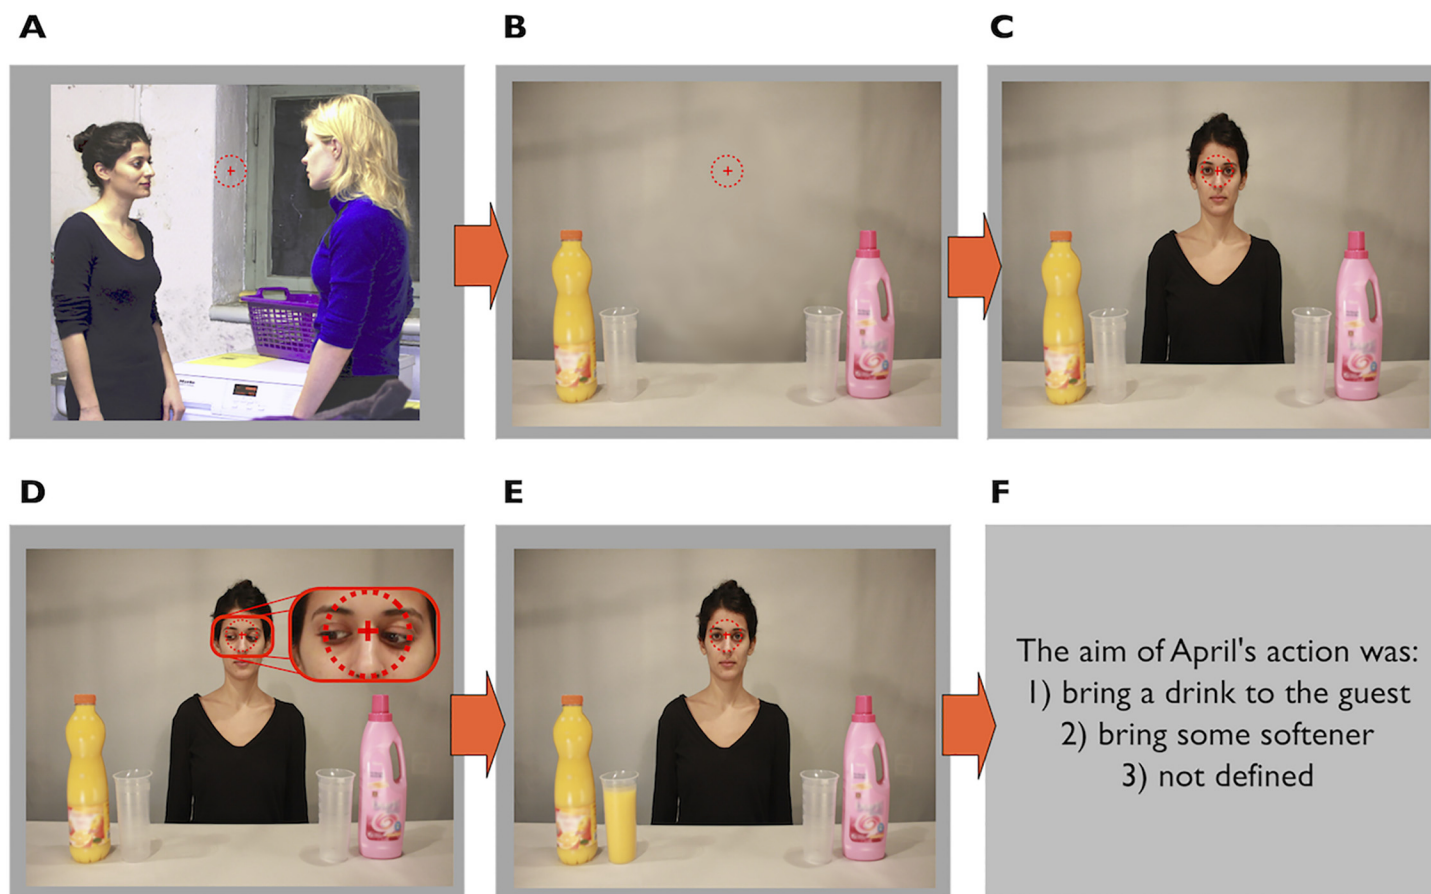 A
B
C
D
E
F
The aim of April's action was:
1) bring a drink to the guest
2) bring some softener
3) not defined